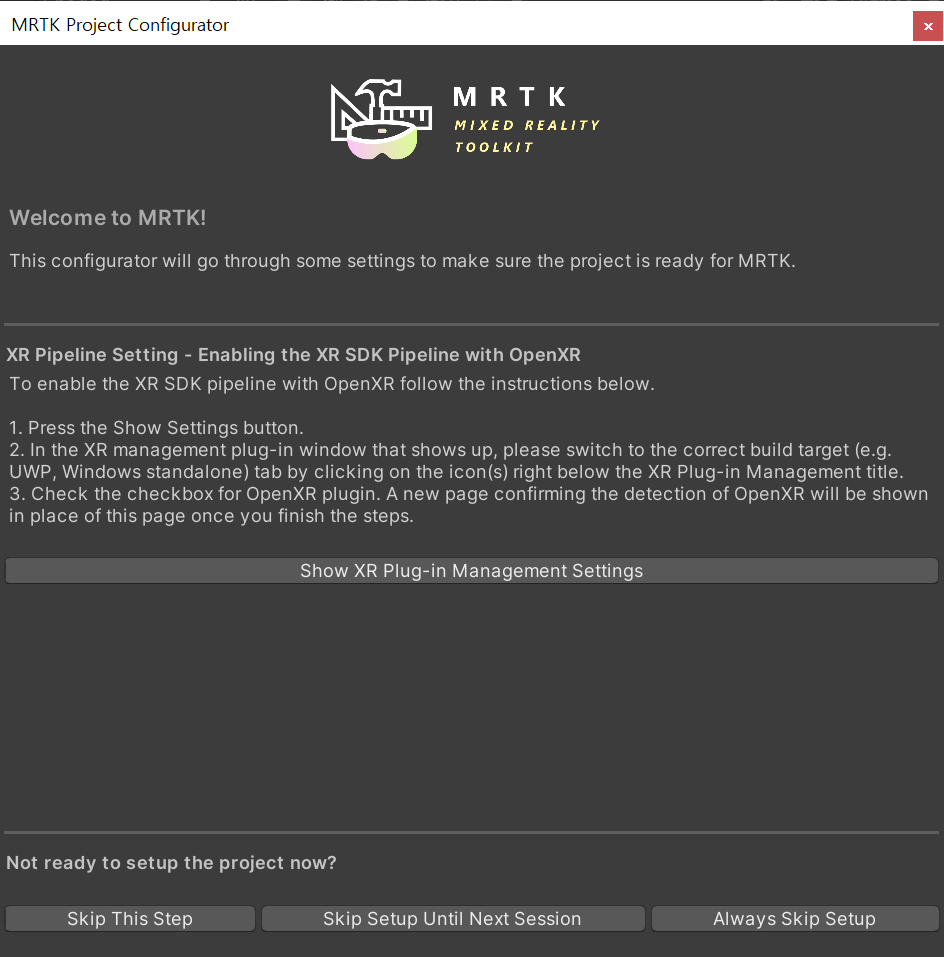 MRTK Project Configurator
x
MRTK
MIXED REALITY
TOOLKIT
Welcome to MRTK!
This configurator will go through some settings to make sure the project is ready for MRTK.
XR Pipeline Setting - Enabling the XR SDK Pipeline with OpenXR
To enable the XR SDK pipeline with OpenXR follow the instructions below.
1. Press the Show Settings button.
2. In the XR management plug-in window that shows up, please switch to the correct build target (e.g.
UWP, Windows standalone) tab by clicking on the icon(s) right below the XR Plug-in Management title.
3. Check the checkbox for OpenXR plugin. A new page confirming the detection of OpenXR will be shown
in place of this page once you finish the steps.
Show XR Plug-in Management Settings
Not ready to setup the project now?
Skip This Step
Skip Setup Until Next Session
Always Skip Setup